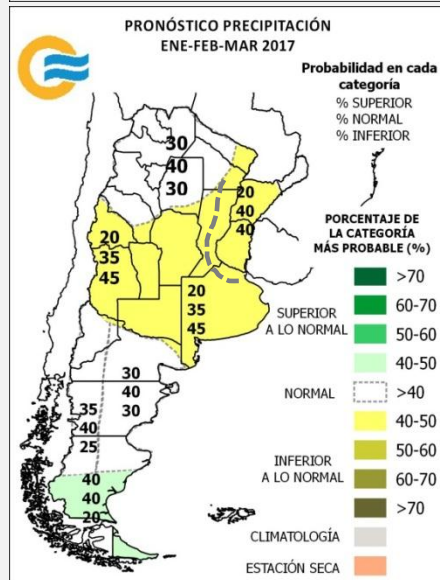 PRONÓSTICO PRECIPITACIÓN
ENE-FEB-MAR 2017
Probabilidad en cada
categoría
% SUPERIOR
% NORMAL
% INFERIOR
30
40
30
20
40
40
20
35
45
20
35
45
30
40
30
35
40
25
40
40
20
PORCENTAJE DE
LA CATEGORÍA
MÁS PROBABLE (%)
>70
60-70
50-60
40-50
SUPERIOR
A LO NORMAL
NORMAL
>40
40-50
50-60
60-70
>70
INFERIOR
A LO NORMAL
CLIMATOLOGÍA
ESTACIÓN SECA